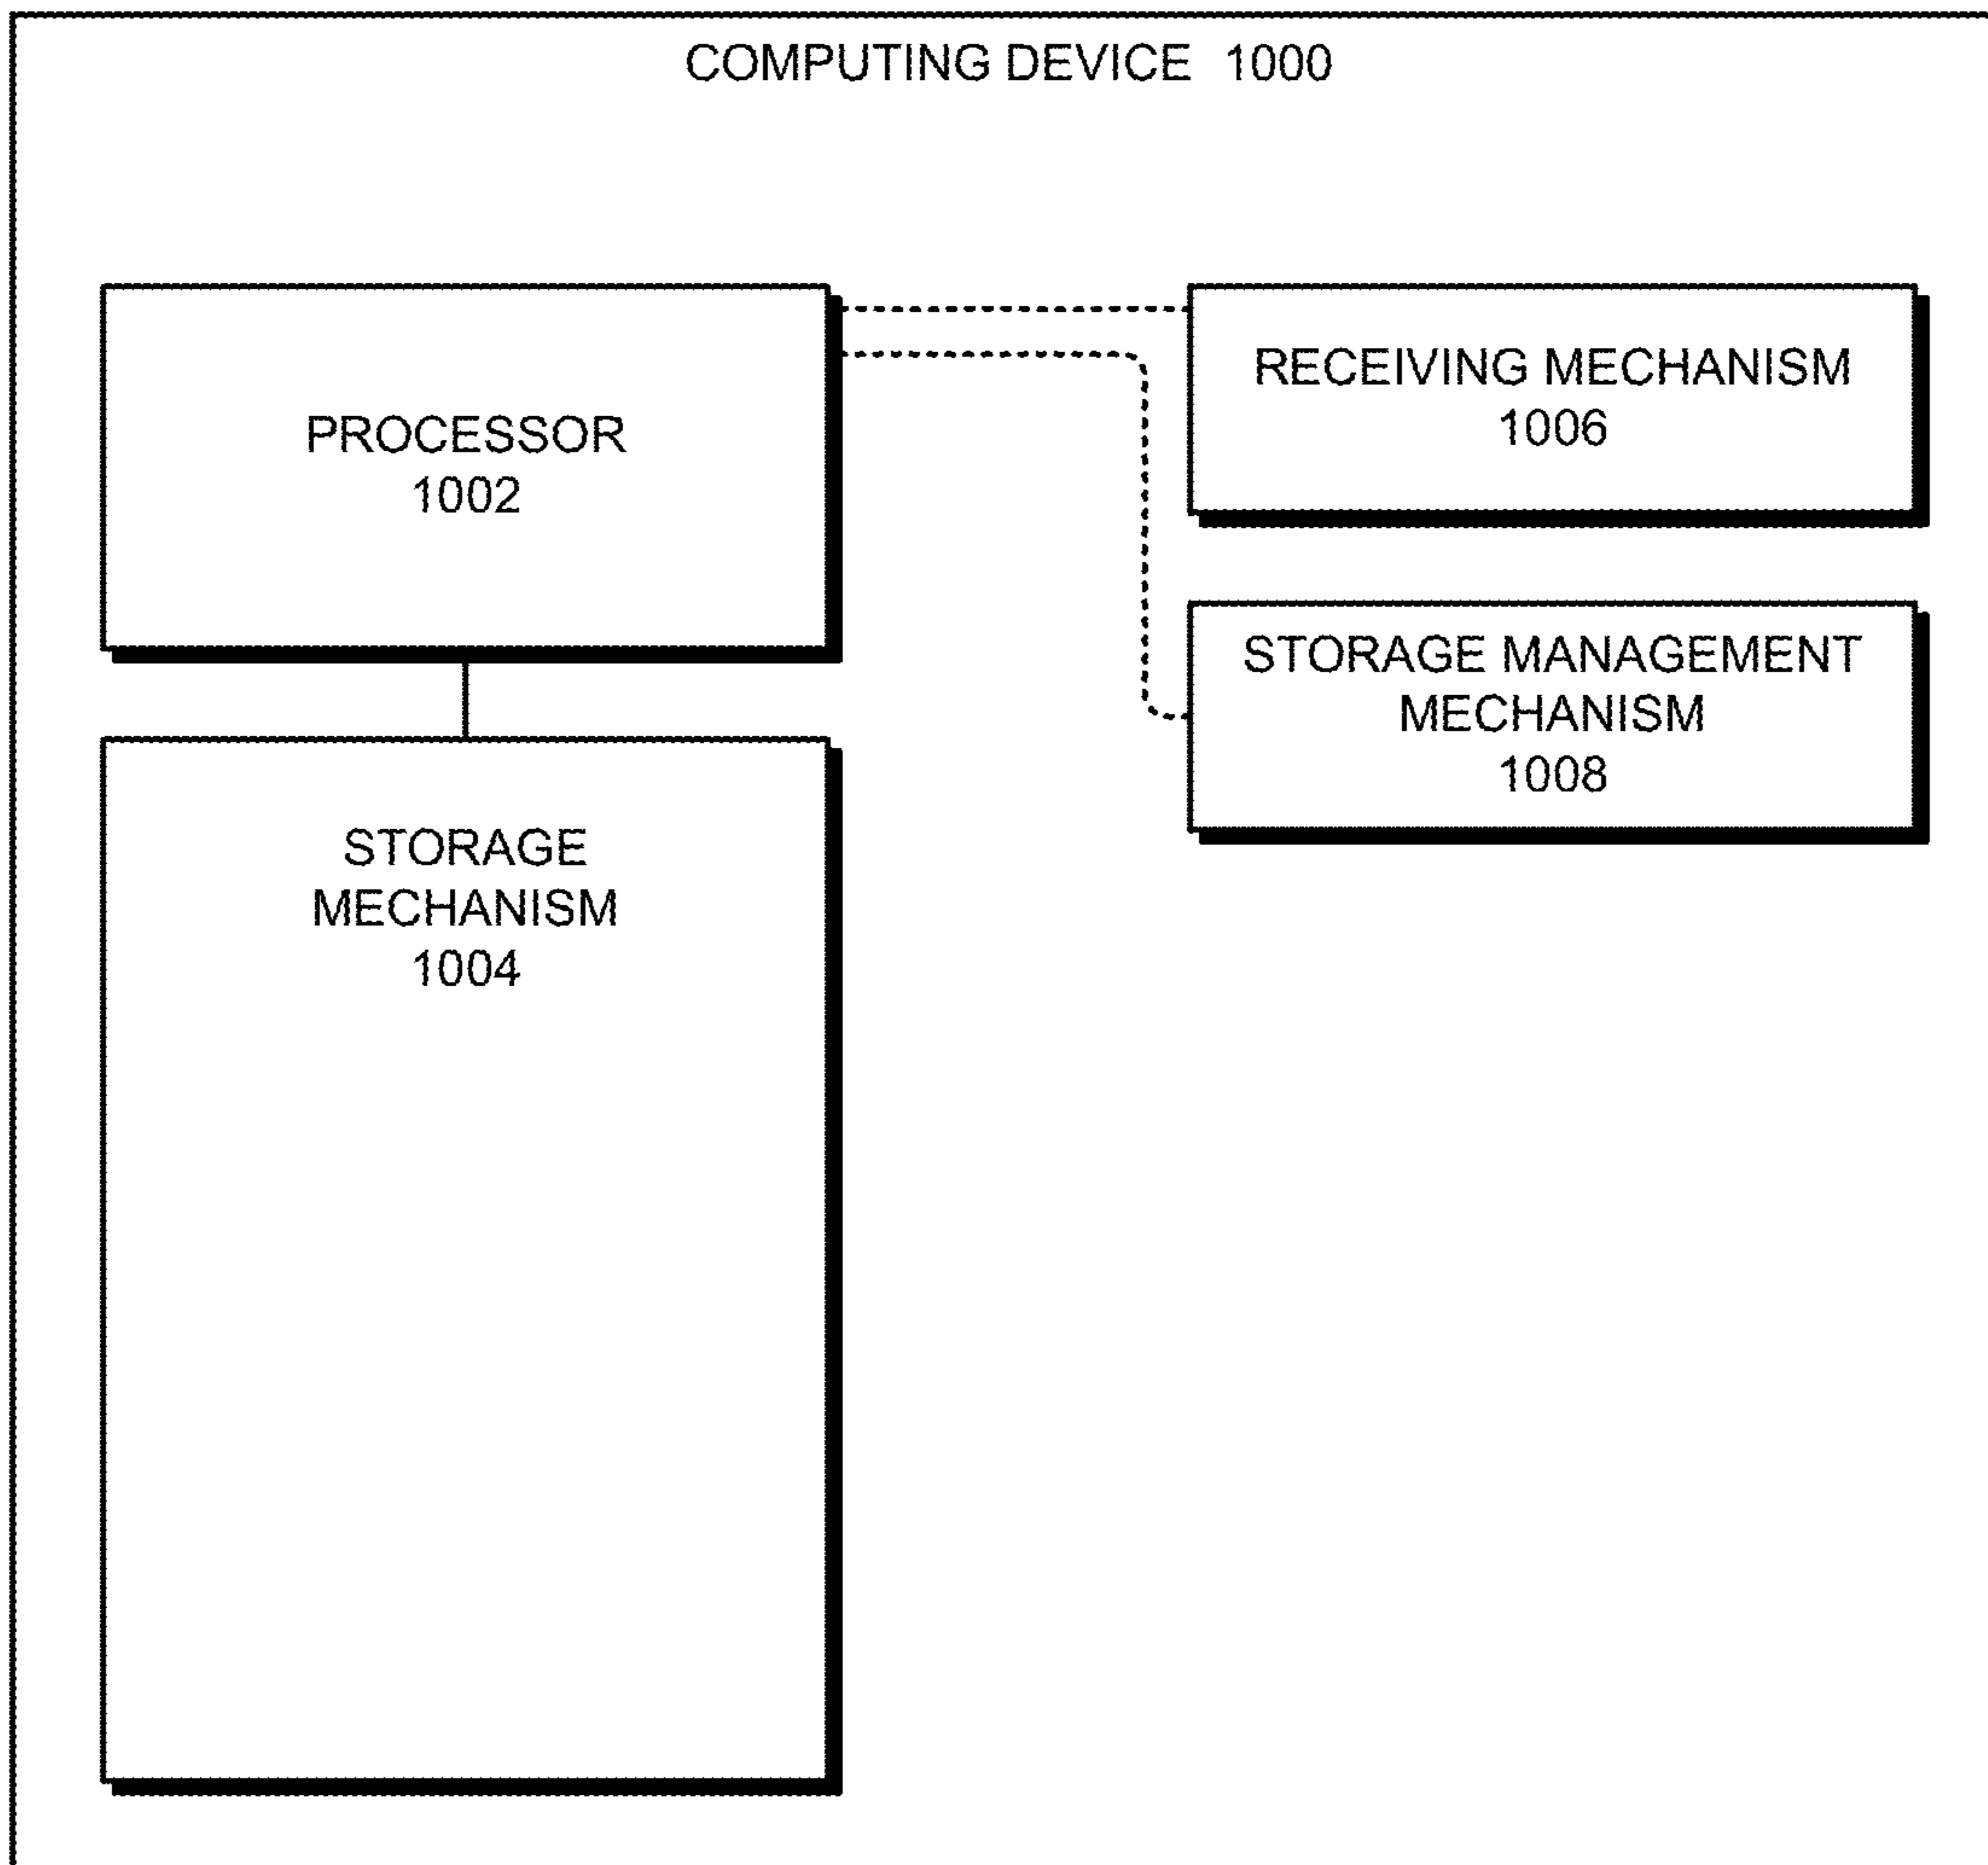 COMPUTING DEVICE 1000
PROCESSOR
1002
RECEIVING MECHANISM
1006
STORAGE MANAGEMENT
MECHANISM
1008
STORAGE
MECHANISM
1004